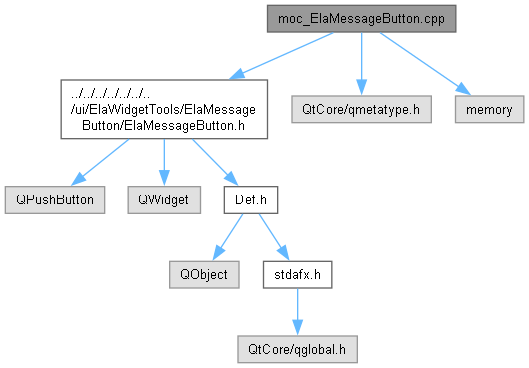 moc_ElaMessageButton.cpp
../../../../../../..
/ui/ElaWidgetTools/ElaMessage
Button/ElaMessageButton.h
QtCore/qmetatype.h
memory
QPushButton
QWidget
Def.h
QObject
stdafx.h
QtCore/qglobal.h